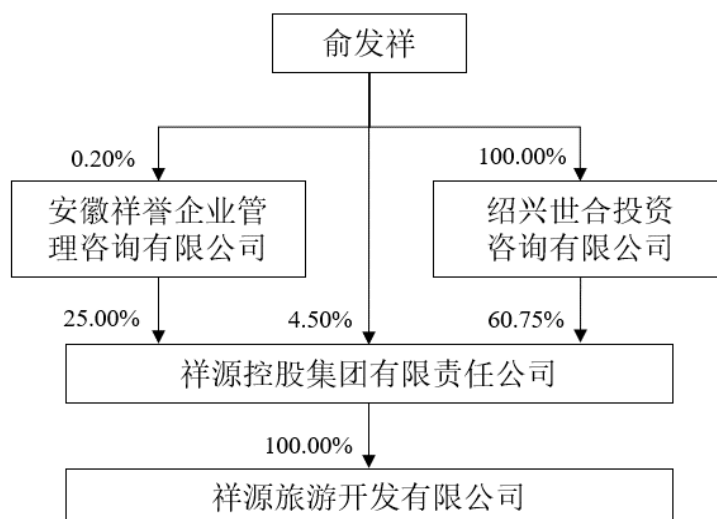 俞发祥
0.20%
100.00%
安徽祥誉企业管
理咨询有限公司
绍兴世合投资
咨询有限公司
25.00%
4.50%
60.75%
祥源控股集团有限责任公司
100.00%
祥源旅游开发有限公司